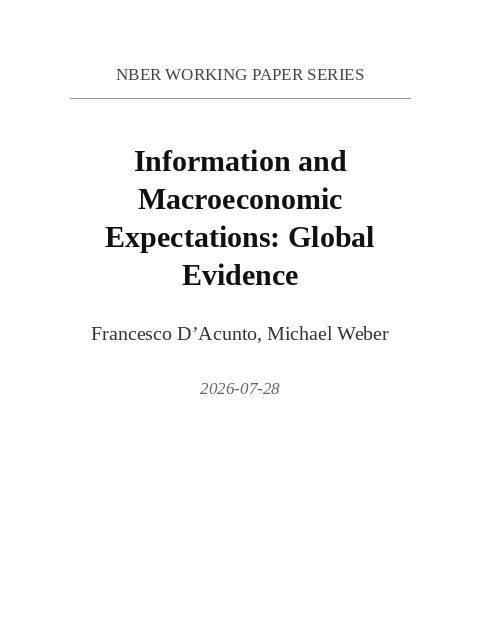 NBER WORKING PAPER SERIES
Information and
Macroeconomic
Expectations: Global
Evidence
Francesco D’Acunto, Michael Weber
2026-07-28